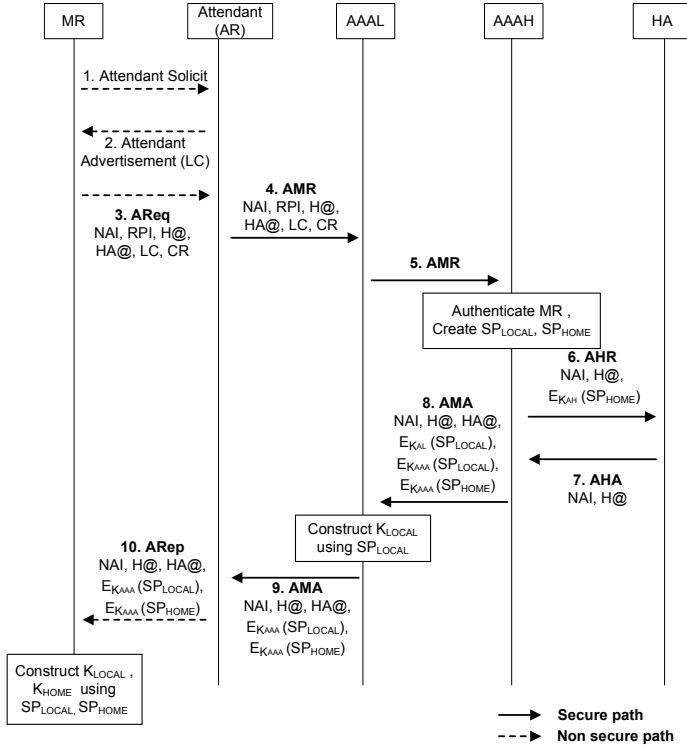 MR
Attendant
(AR)
AAAL
AAAH
HA
1. Attendant Solicit
2. Attendant
Advertisement (LC)
3. AReq
NAI, RPI, H@,
HA@, LC, CR
4. AMR
NAI, RPI, H@,
HA@, LC, CR
5. AMR
Authenticate MR ,
Create SPLOCAL, SPHOME
6. AHR
NAI, H@,
EKAH (SPHOME)
7. AHA
NAI, H@
8. AMA
NAI, H@, HA@,
EKAL (SPLOCAL),
EKAAA (SPLOCAL),
EKAAA (SPHOME)
Construct KLOCAL
using SPLOCAL
9. AMA
NAI, H@, HA@,
EKAAA (SPLOCAL),
EKAAA (SPHOME)
10. ARep
NAI, H@, HA@,
EKAAA (SPLOCAL),
EKAAA (SPHOME)
Construct KLOCAL ,
KHOME using
SPLOCAL, SPHOME
Secure path
Non secure path